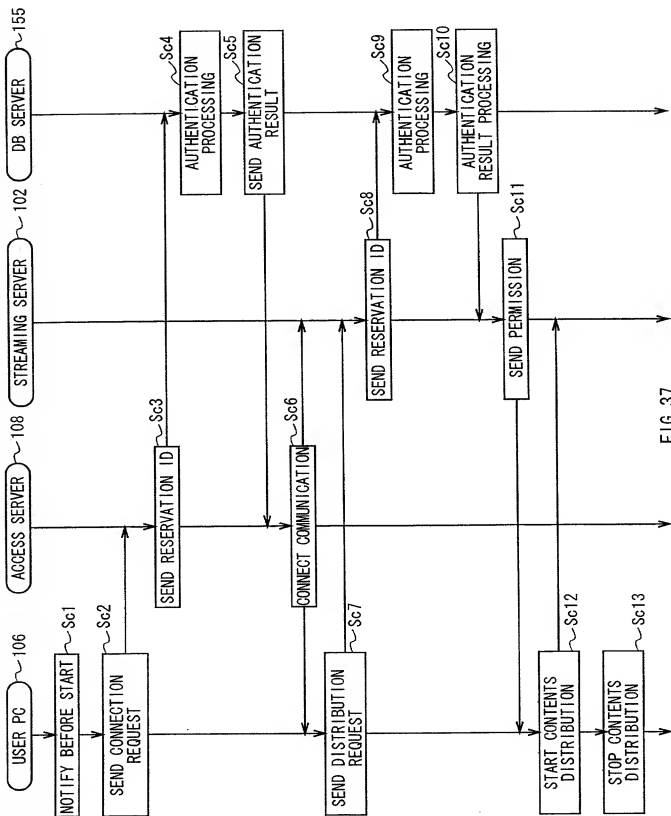 USER PC
106
ACCESS SERVER
108
STREAMING SERVER
102
DB SERVER
155
NOTIFY BEFORE START
Sc1
SEND CONNECTION
REQUEST
Sc2
SEND RESERVATION ID
Sc3
AUTHENTICATION
PROCESSING
Sc4
SEND AUTHENTICATION
RESULT
Sc5
CONNECT COMMUNICATION
Sc6
SEND DISTRIBUTION
REQUEST
Sc7
SEND RESERVATION ID
Sc8
AUTHENTICATION
PROCESSING
Sc9
AUTHENTICATION
RESULT PROCESSING
Sc10
SEND PERMISSION
Sc11
START CONTENTS
DISTRIBUTION
Sc12
STOP CONTENTS
DISTRIBUTION
Sc13
FIG. 37